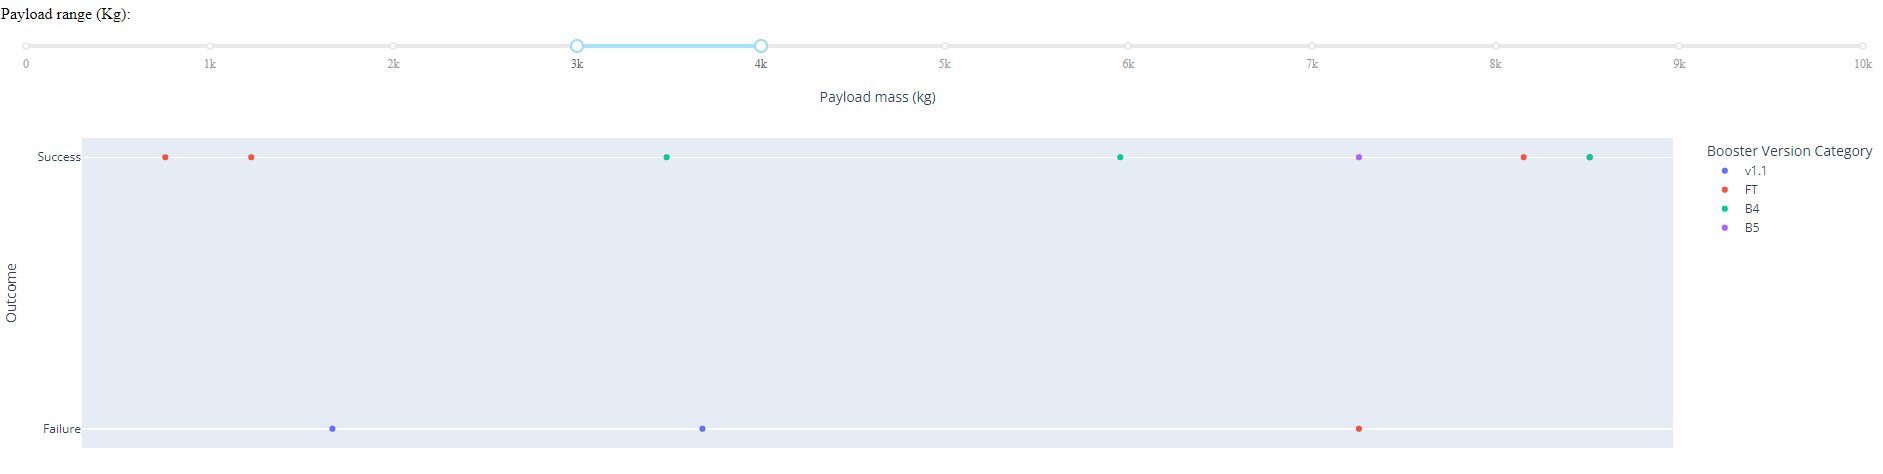 Payload range (Kg):
0 1k 2k 3k 4k 5k 6k 7k 8k 9k 10k
Payload mass (kg)
Success
Outcome
Failure
Booster Version Category
v1.1
FT
B4
B5